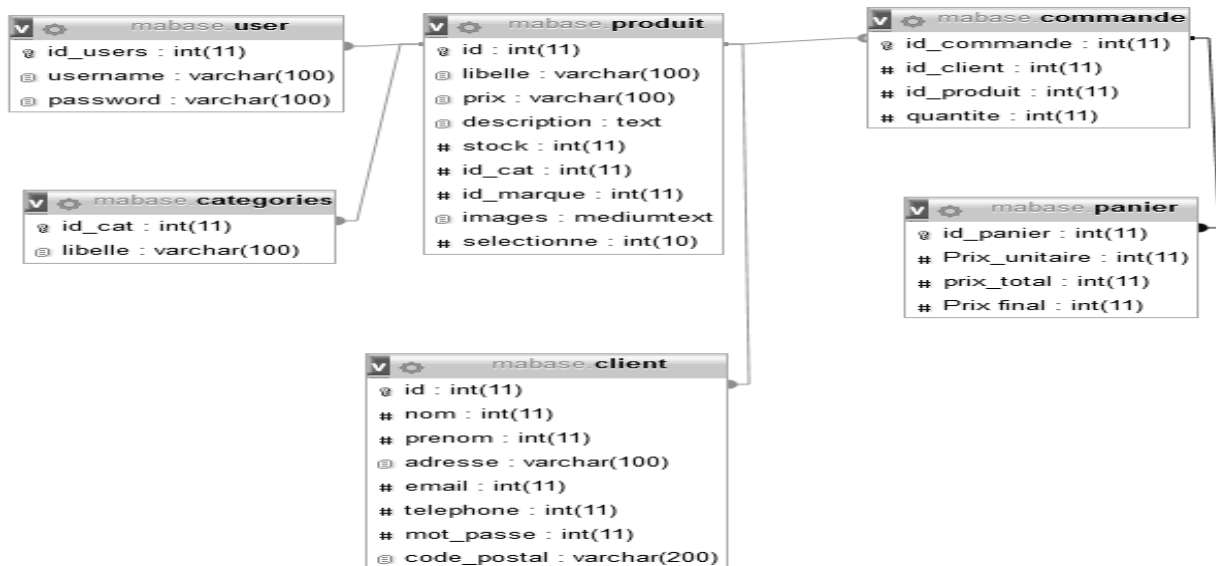 mabase.user
id_users : int(11)
username : varchar(100)
password : varchar(100)
mabase.produit
id : int(11)
libelle : varchar(100)
prix : varchar(100)
description : text
# stock : int(11)
# id_cat : int(11)
# id_marque : int(11)
images : mediumtext
# selectionne : int(10)
mabase.commande
id_commande : int(11)
# id_client : int(11)
# id_produit : int(11)
# quantite : int(11)
mabase.categories
id_cat : int(11)
libelle : varchar(100)
mabase.panier
id_panier : int(11)
# Prix_unitaire : int(11)
# prix_total : int(11)
# Prix final : int(11)
mabase.client
id : int(11)
# nom : int(11)
# prenom : int(11)
adresse : varchar(100)
# email : int(11)
# telephone : int(11)
# mot_passe : int(11)
code_postal : varchar(200)